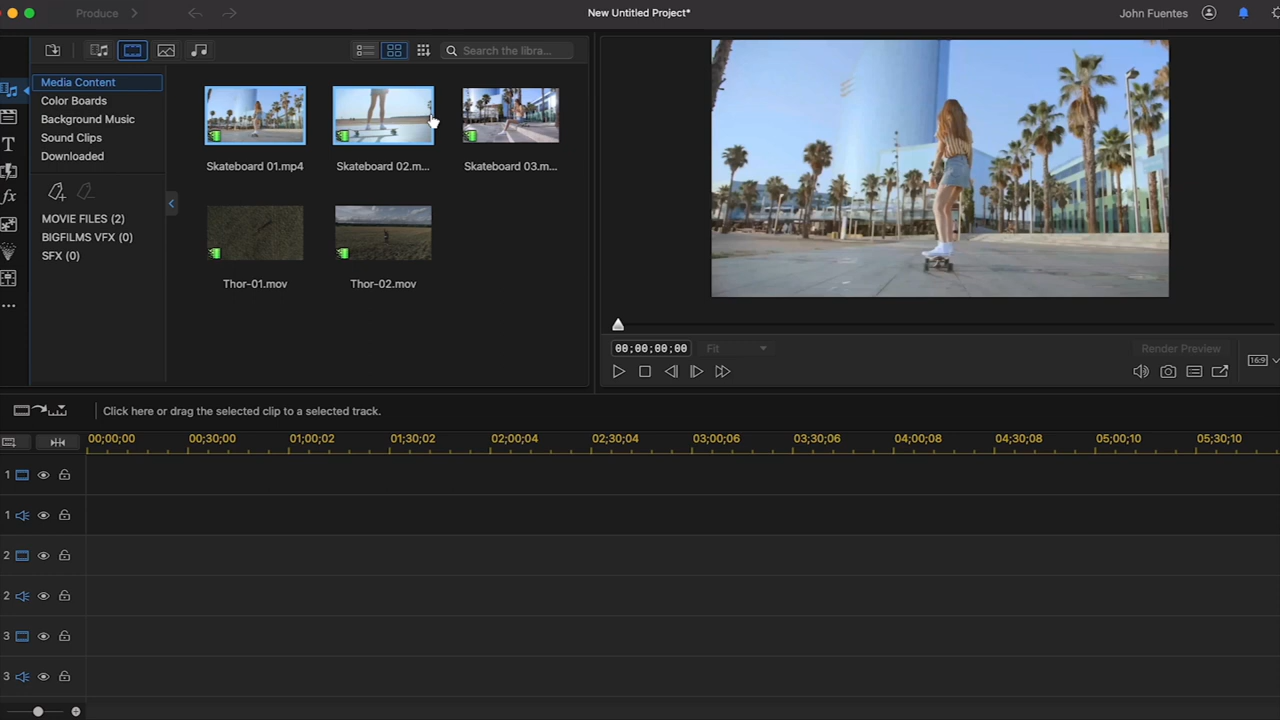 Produce
New Untitled Project*
John Fuentes
Search the libra...
Media Content
Color Boards
Background Music
Sound Clips
Downloaded
MOVIE FILES (2)
BIGFILMS VFX (0)
SFX (0)
Skateboard 01.mp4
Skateboard 02.m...
Skateboard 03.m...
Thor-01.mov
Thor-02.mov
00;00;00;00
Fit
Render Preview
16:9
Click here or drag the selected clip to a selected track.
00;00;00
00;30;00
01;00;02
01;30;02
02;00;04
02;30;04
03;00;06
03;30;06
04;00;08
04;30;08
05;00;10
05;30;10
1
1
2
2
3
3